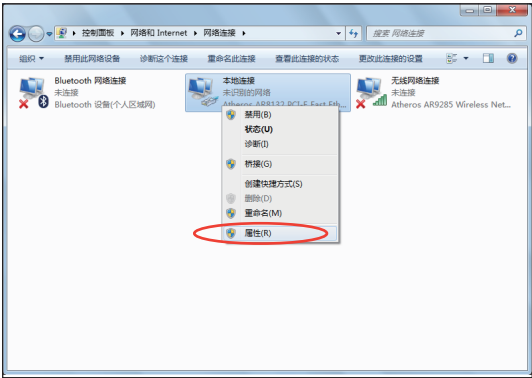 控制面板 ▸ 网络和 Internet ▸ 网络连接 ▸
搜索 网络连接
组织 禁用此网络设备 诊断这个连接 重命名此连接 查看此连接的状态 更改此连接的设置
Bluetooth 网络连接
未连接
Bluetooth 设备(个人区域网)
本地连接
未识别的网络
Atheros AR8132 PCI-E Fast Eth...
无线网络连接
未连接
Atheros AR9285 Wireless Net...
禁用(B)
状态(U)
诊断(I)
桥接(G)
创建快捷方式(S)
删除(D)
重命名(M)
属性(R)